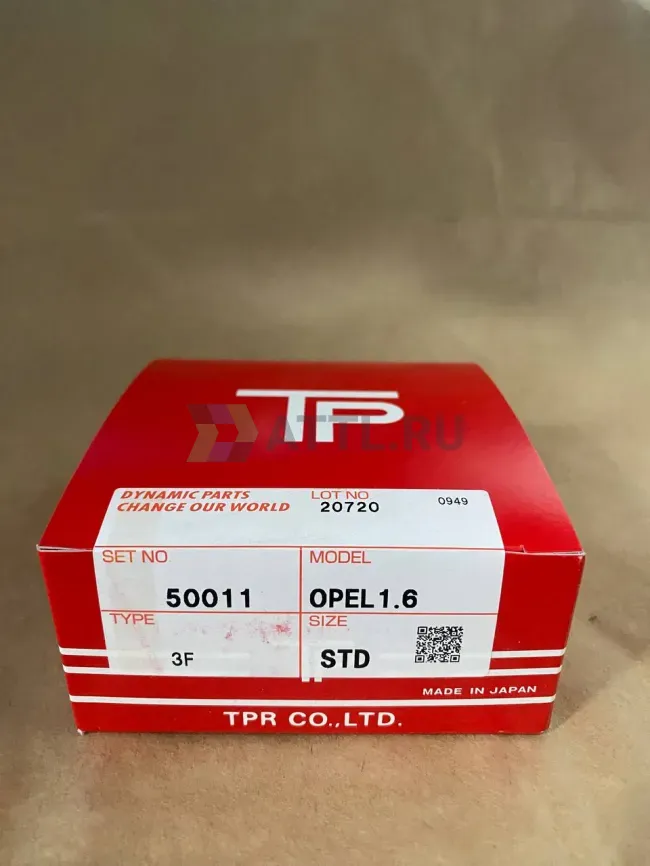 TP
ATTL.RU
DYNAMIC PARTS
CHANGE OUR WORLD
LOT NO
20720
0949
SET NO
50011
MODEL
OPEL1.6
TYPE
3F
SIZE
STD
MADE IN JAPAN
TPR CO.,LTD.